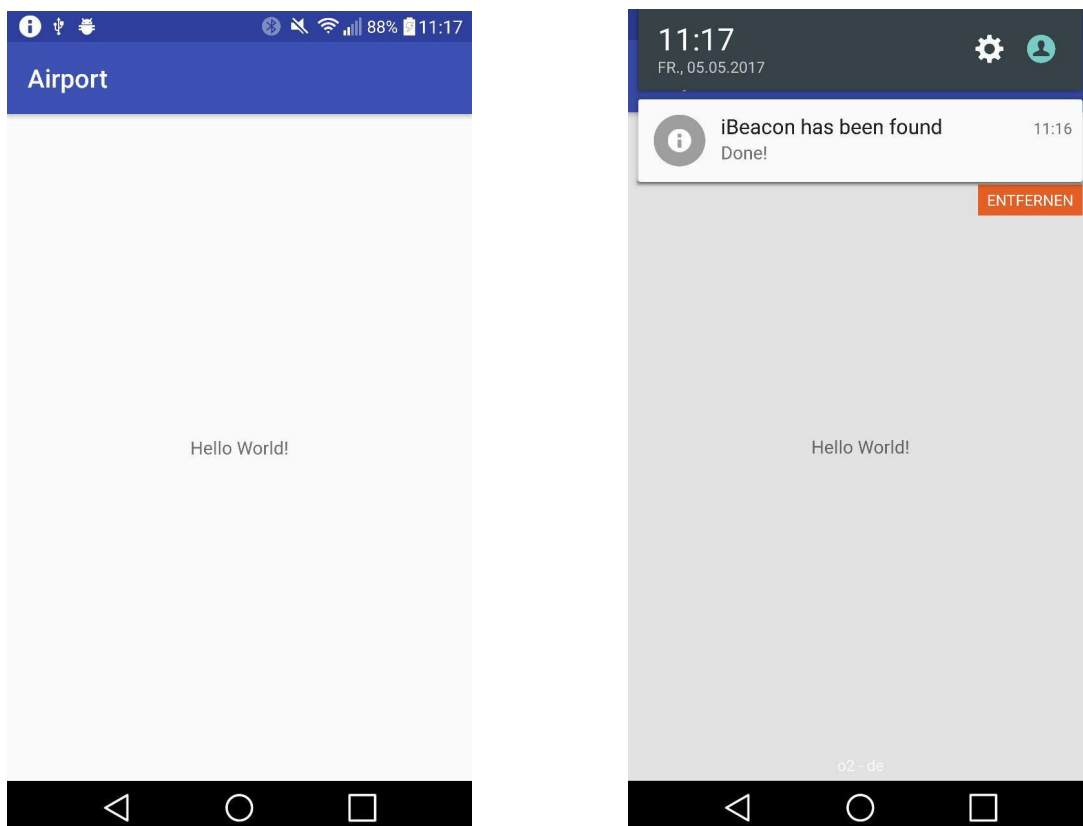 88% 11:17
Airport
Hello World!
11:17
FR., 05.05.2017
iBeacon has been found 11:16
Done!
ENTFERNEN
Hello World!
o2 - de